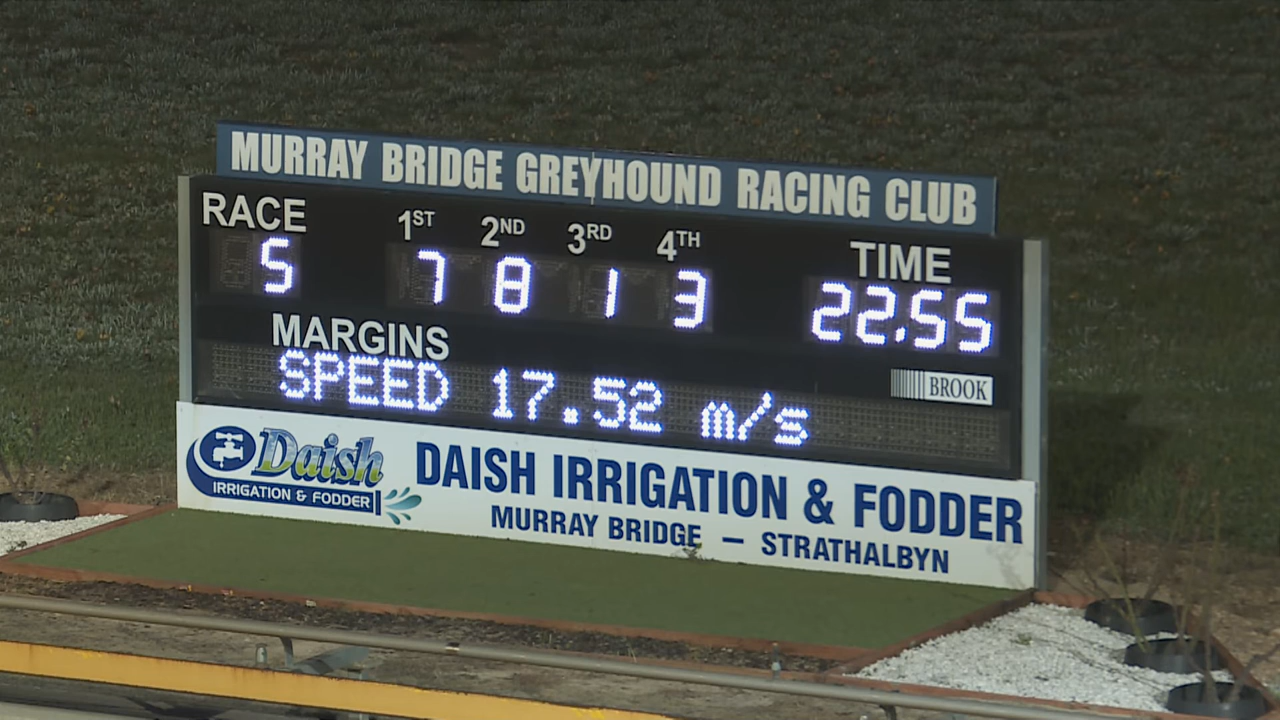 MURRAY BRIDGE GREYHOUND RACING CLUB
RACE 1ST 2ND 3RD 4TH TIME
5 7 8 1 3 22.55
MARGINS
SPEED 17.52 m/s
BROOK
Daish
IRRIGATION & FODDER
DAISH IRRIGATION & FODDER
MURRAY BRIDGE – STRATHALBYN